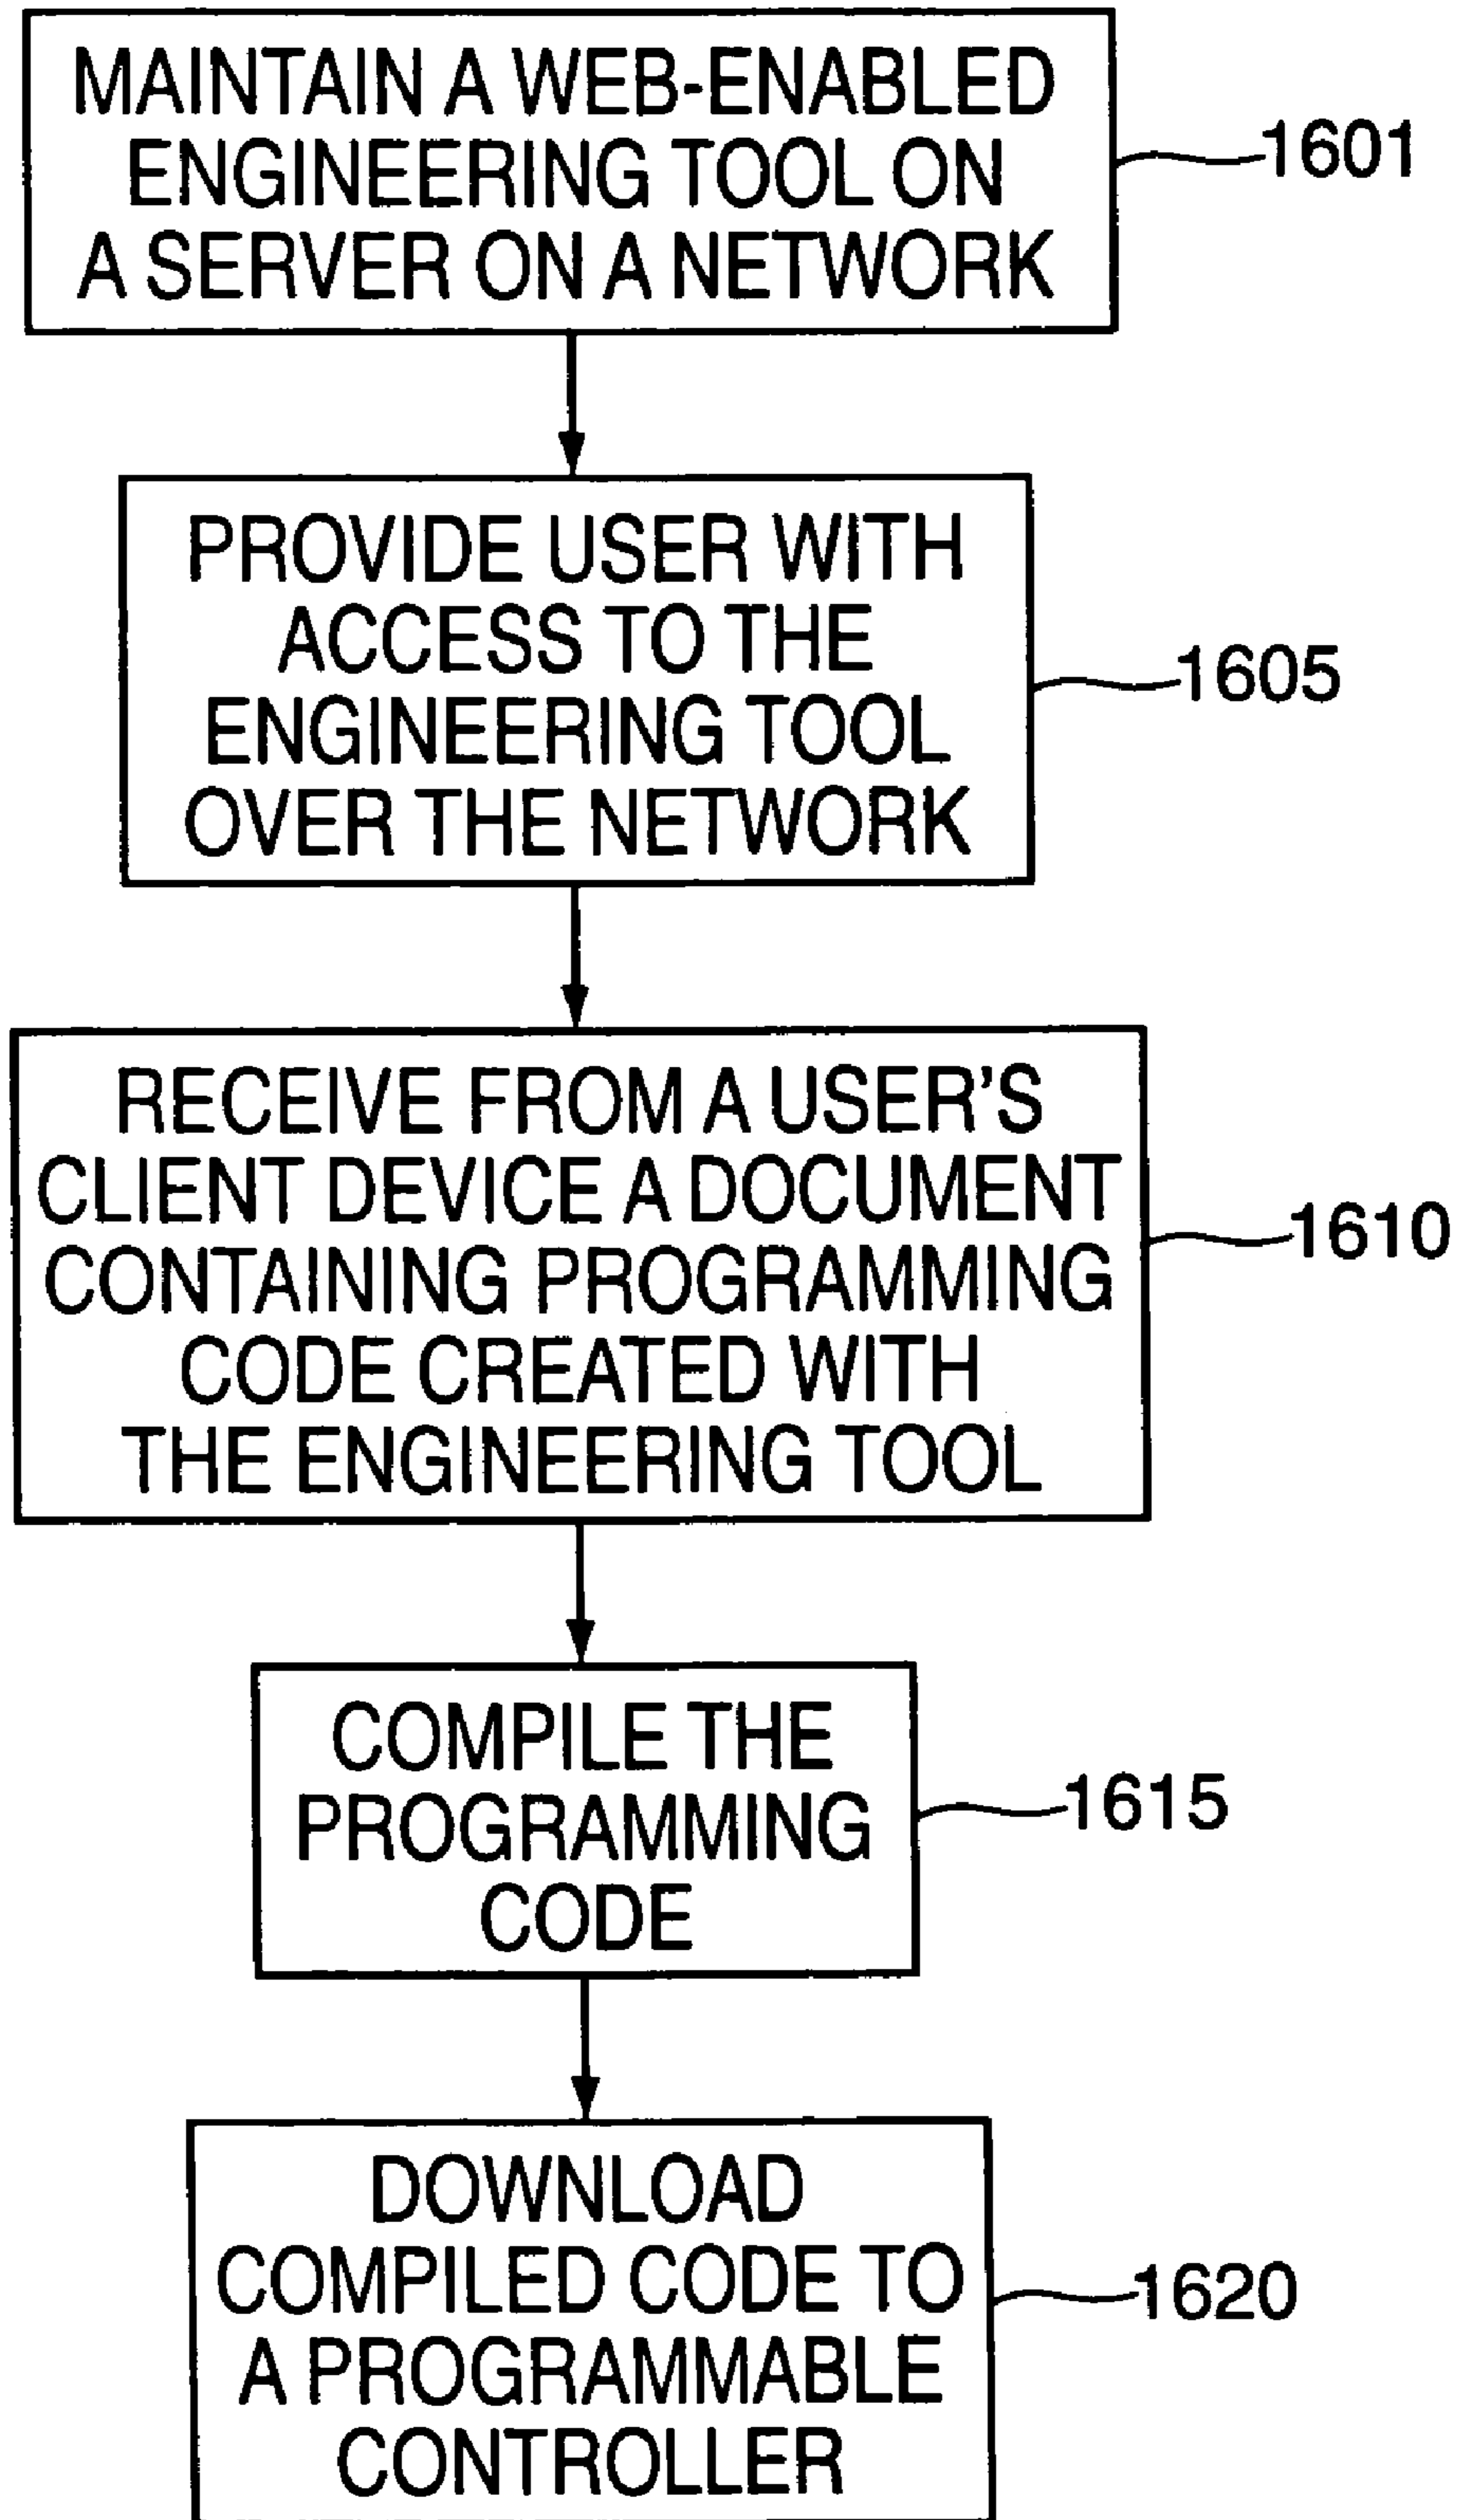 MAINTAIN A WEB-ENABLED
ENGINEERING TOOL ON
A SERVER ON A NETWORK
1601
PROVIDE USER WITH
ACCESS TO THE
ENGINEERING TOOL
OVER THE NETWORK
1605
RECEIVE FROM A USER'S
CLIENT DEVICE A DOCUMENT
CONTAINING PROGRAMMING
CODE CREATED WITH
THE ENGINEERING TOOL
1610
COMPILE THE
PROGRAMMING
CODE
1615
DOWNLOAD
COMPILED CODE TO
A PROGRAMMABLE
CONTROLLER
1620